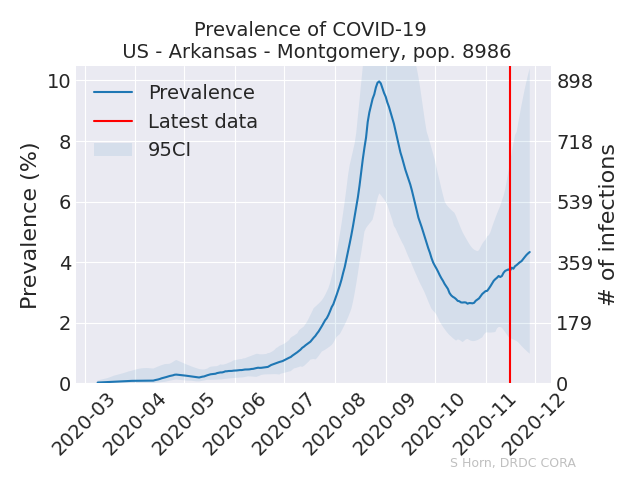 Prevalence of COVID-19
US - Arkansas - Montgomery, pop. 8986
Prevalence
Latest data
95CI
Prevalence (%)
10
8
6
4
2
0
898
718
539
359
179
0
# of infections
2020-03
2020-04
2020-05
2020-06
2020-07
2020-08
2020-09
2020-10
2020-11
2020-12
S Horn, DRDC CORA